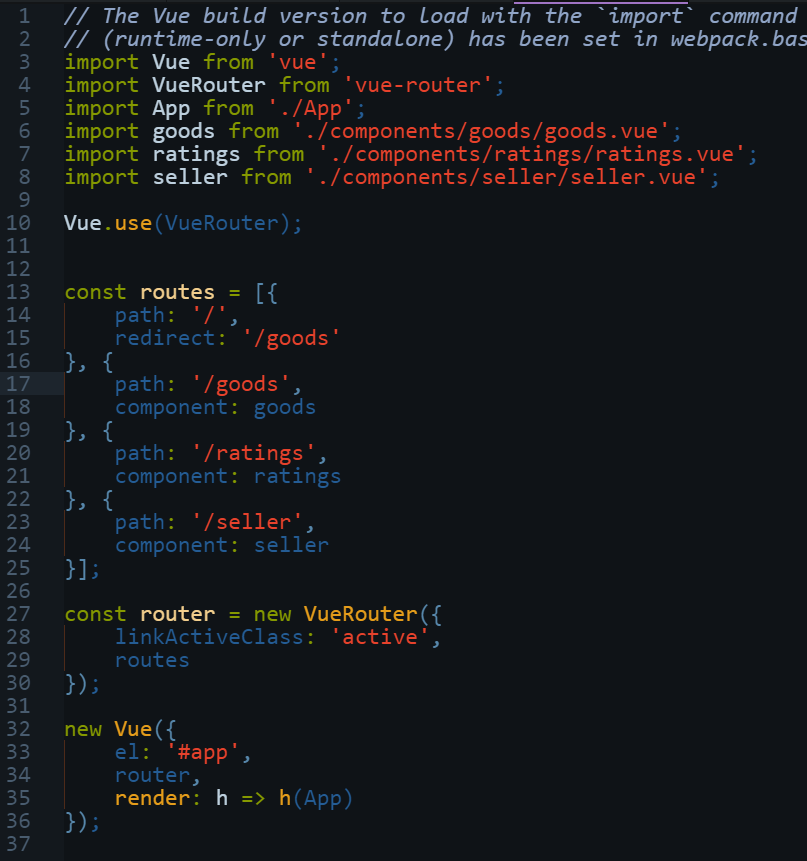 1 // The Vue build version to load with the `import` command
2 // (runtime-only or standalone) has been set in
3 import Vue from 'vue';
4 import VueRouter from 'vue-router';
5 import App from './App';
6 import goods from './components/goods/goods.vue';
7 import ratings from './components/ratings/ratings.vue';
8 import seller from './components/seller/seller.vue';
9
10 Vue.use(VueRouter);
11
12
13 const routes = [{
14 path: '/',
15 redirect: '/goods'
16 }, {
17 path: '/goods',
18 component: goods
19 }, {
20 path: '/ratings',
21 component: ratings
22 }, {
23 path: '/seller',
24 component: seller
25 }];
26
27 const router = new VueRouter({
28 linkActiveClass: 'active',
29 routes
30 });
31
32 new Vue({
33 el: '#app',
34 router,
35 render: h => h(App)
36 });
37